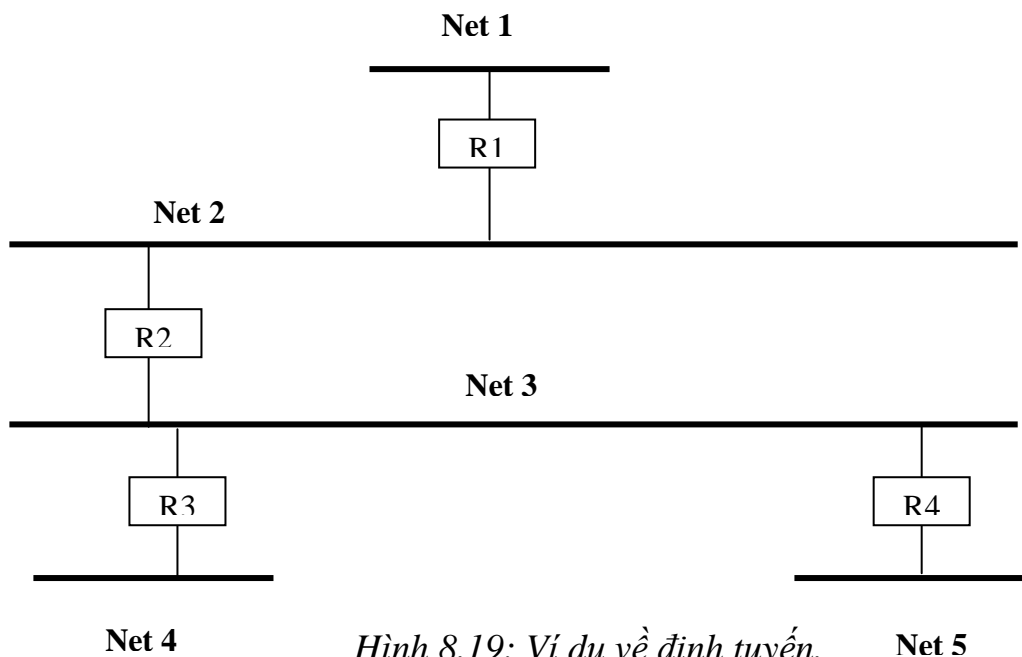 Net 1
R1
Net 2
R2
Net 3
R3
R4
Net 4
Hình 8.19: Ví dụ về định tuyến.
Net 5